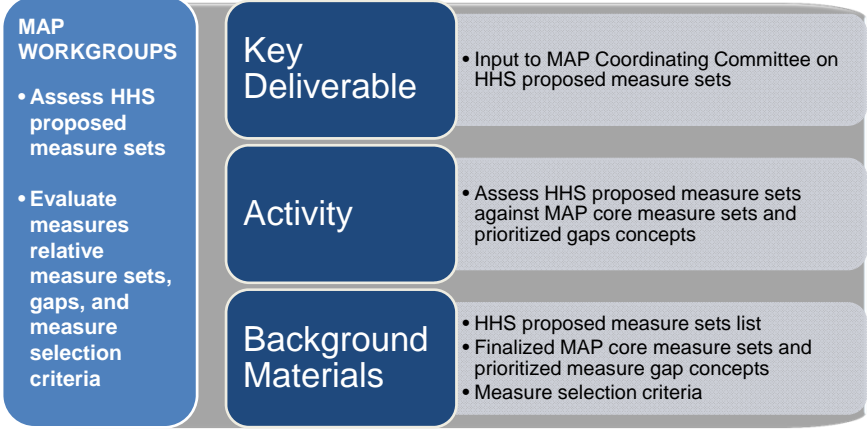 MAP
WORKGROUPS
• Assess HHS
proposed
measure sets
• Evaluate
measures
relative
measure sets,
gaps, and
measure
selection
criteria
Key
Deliverable
• Input to MAP Coordinating Committee on
HHS proposed measure sets
Activity
• Assess HHS proposed measure sets
against MAP core measure sets and
prioritized gaps concepts
Background
Materials
• HHS proposed measure sets list
• Finalized MAP core measure sets and
prioritized measure gap concepts
• Measure selection criteria